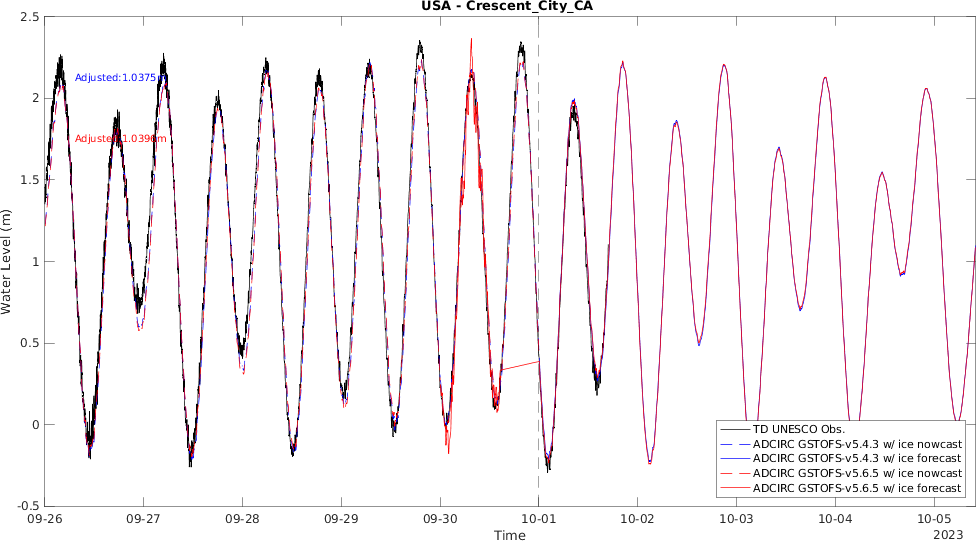 USA - Crescent_City_CA
2.5
2
1.5
1
0.5
0
-0.5
Water Level (m)
Adjusted:1.0375m
Adjusted:1.0396m
TD UNESCO Obs.
ADCIRC GSTOFS-v5.4.3 w/ ice nowcast
ADCIRC GSTOFS-v5.4.3 w/ ice forecast
ADCIRC GSTOFS-v5.6.5 w/ ice nowcast
ADCIRC GSTOFS-v5.6.5 w/ ice forecast
09-26 09-27 09-28 09-29 09-30 10-01 10-02 10-03 10-04 10-05
Time
2023